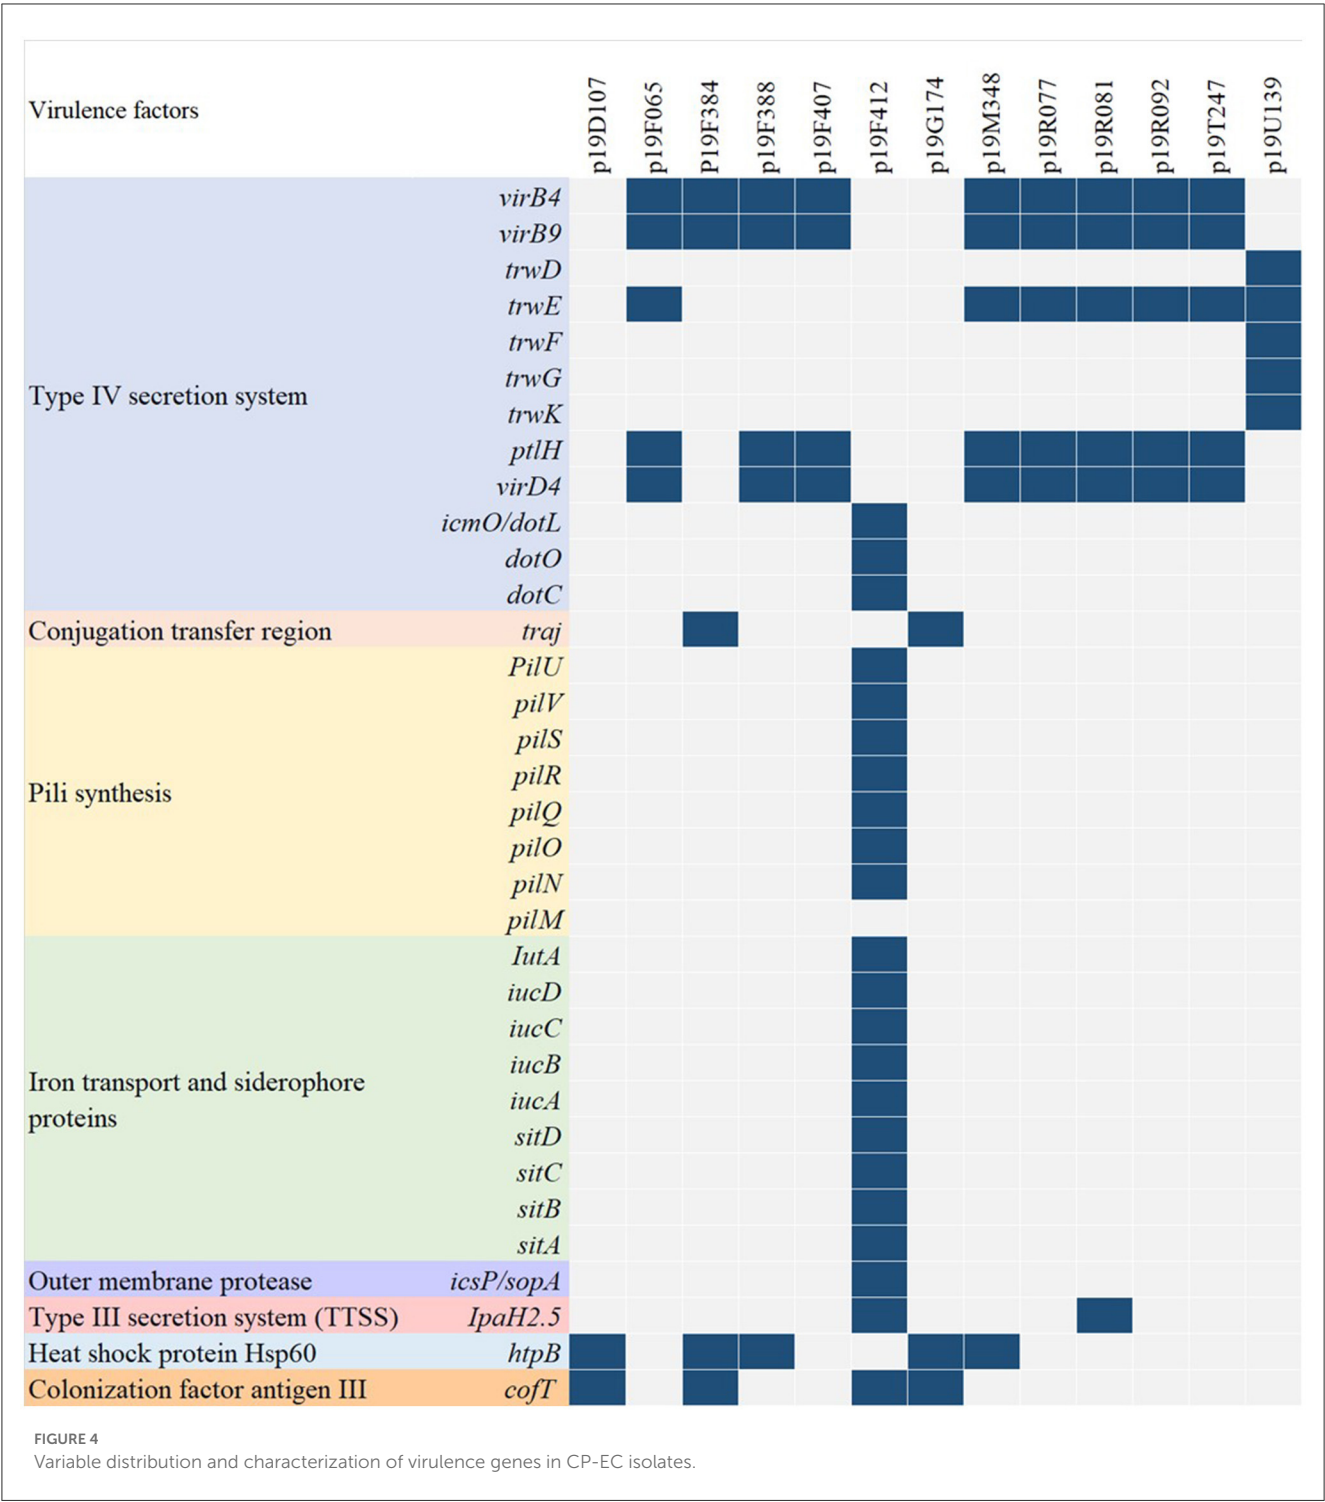 Virulence factors
p19D107
p19F065
P19F384
p19F388
p19F407
p19F412
p19G174
p19M348
p19R077
p19R081
p19R092
p19T247
p19U139
Type IV secretion system
virB4
virB9
trwD
trwE
trwF
trwG
trwK
ptlH
virD4
icmO/dotL
dotO
dotC
Conjugation transfer region traj
Pili synthesis
PilU
pilV
pilS
pilR
pilQ
pilO
pilN
pilM
Iron transport and siderophore
proteins
IutA
iucD
iucC
iucB
iucA
sitD
sitC
sitB
sitA
Outer membrane protease icsP/sopA
Type III secretion system (TTSS) IpaH2.5
Heat shock protein Hsp60 htpB
Colonization factor antigen III cofT
FIGURE 4
Variable distribution and characterization of virulence genes in CP-EC isolates.